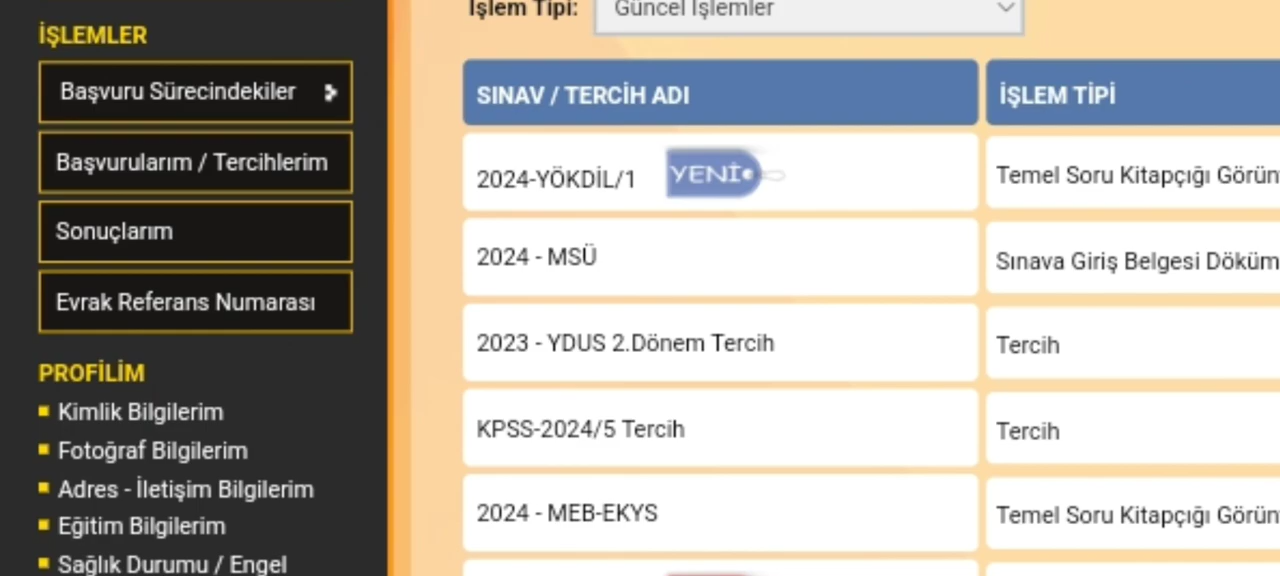 İŞLEMLER
Başvuru Sürecindekiler
Başvurularım / Tercihlerim
Sonuçlarım
Evrak Referans Numarası
PROFİLİM
Kimlik Bilgilerim
Fotoğraf Bilgilerim
Adres - İletişim Bilgilerim
Eğitim Bilgilerim
Sağlık Durumu / Engel
İşlem Tipi: Güncel İşlemler
SINAV / TERCİH ADI İŞLEM TİPİ
2024-YÖKDİL/1 YENİ Temel Soru Kitapçığı
2024 - MSÜ Sınava Giriş Belgesi Döküm
2023 - YDUS 2.Dönem Tercih Tercih
KPSS-2024/5 Tercih Tercih
2024 - MEB-EKYS Temel Soru Kitapçığı